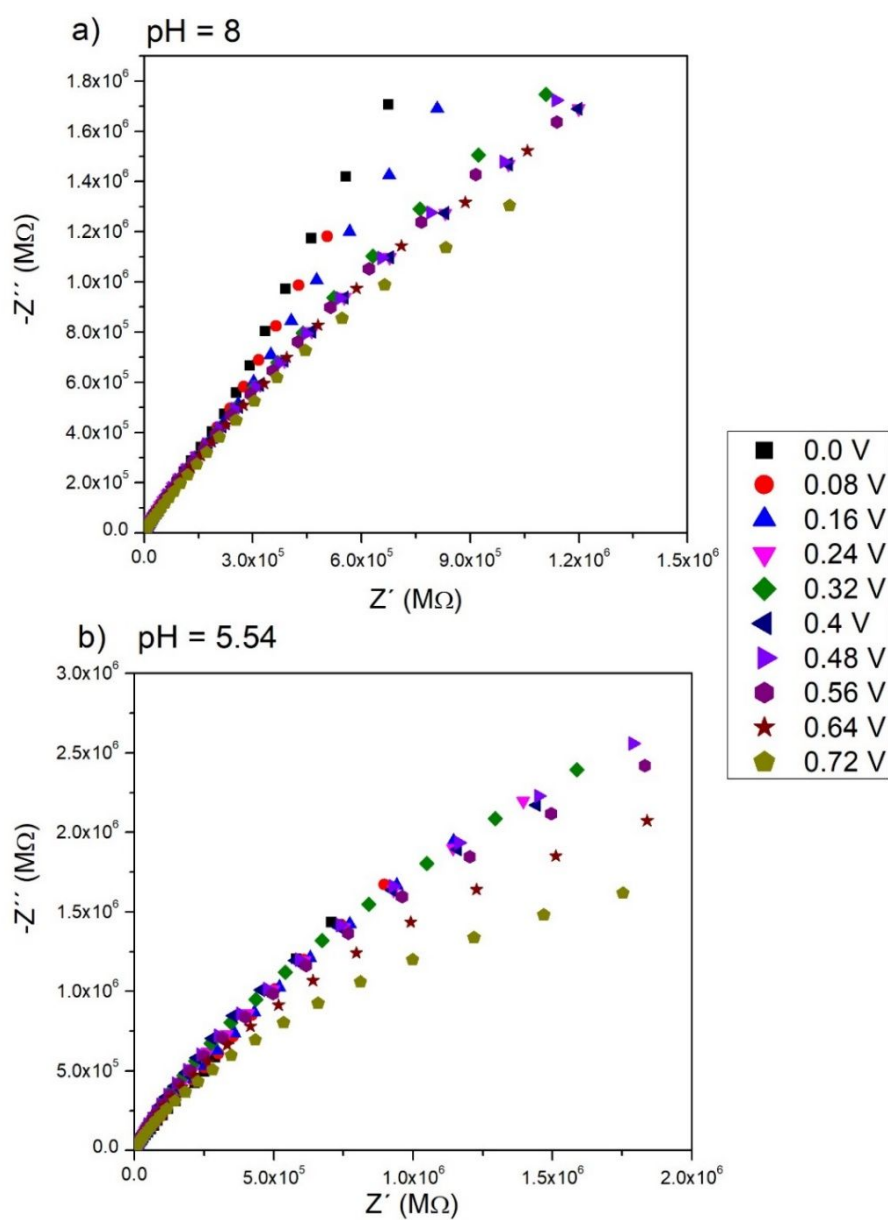 a) pH = 8
1.8x10⁶
1.6x10⁶
1.4x10⁶
1.2x10⁶
1.0x10⁶
8.0x10⁵
6.0x10⁵
4.0x10⁵
2.0x10⁵
0.0
-Z´´ (MΩ)
0.0 3.0x10⁵ 6.0x10⁵ 9.0x10⁵ 1.2x10⁶ 1.5x10⁶
Z´ (MΩ)
b) pH = 5.54
3.0x10⁶
2.5x10⁶
2.0x10⁶
1.5x10⁶
1.0x10⁶
5.0x10⁵
0.0
-Z´´ (MΩ)
0.0 5.0x10⁵ 1.0x10⁶ 1.5x10⁶ 2.0x10⁶
Z´ (MΩ)
0.0 V
0.08 V
0.16 V
0.24 V
0.32 V
0.4 V
0.48 V
0.56 V
0.64 V
0.72 V